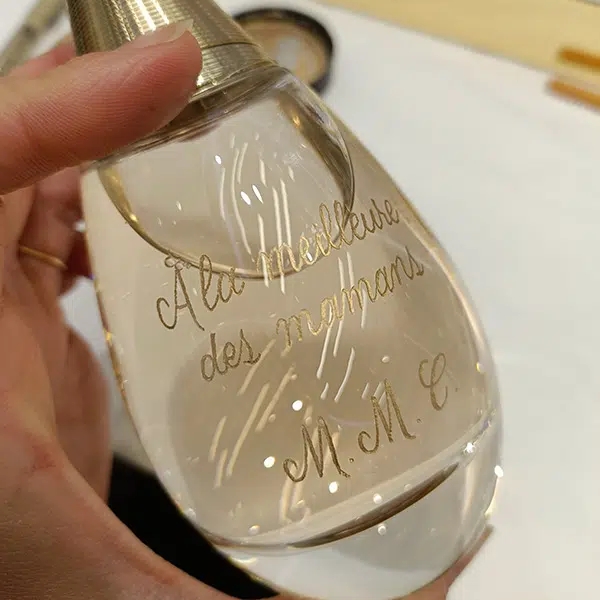 À la meilleure
des mamans
M. M. C.